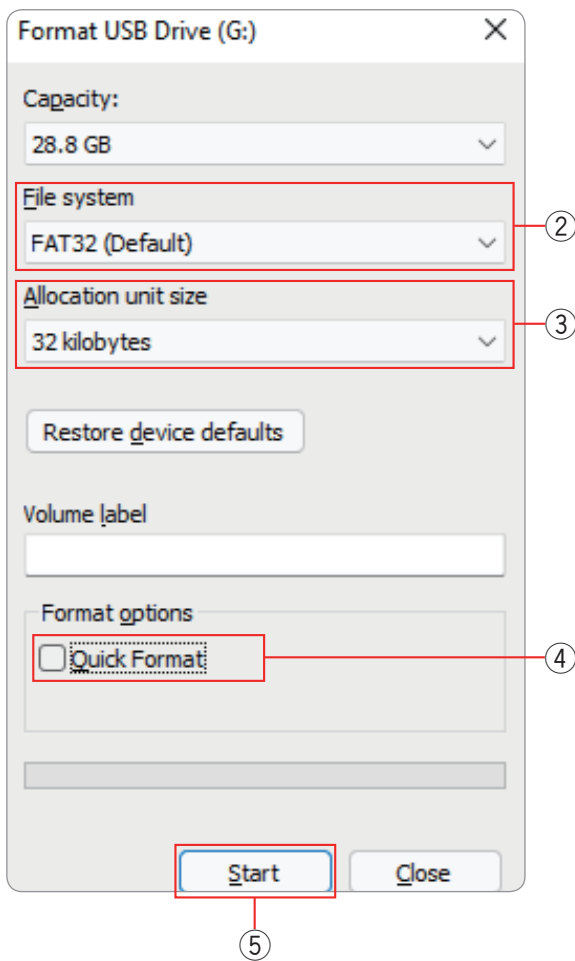 Format USB Drive (G:)
Capacity:
28.8 GB
File system
②
FAT32 (Default)
Allocation unit size
③
32 kilobytes
Restore device defaults
Volume label
Format options
Quick Format
④
Start
Close
⑤